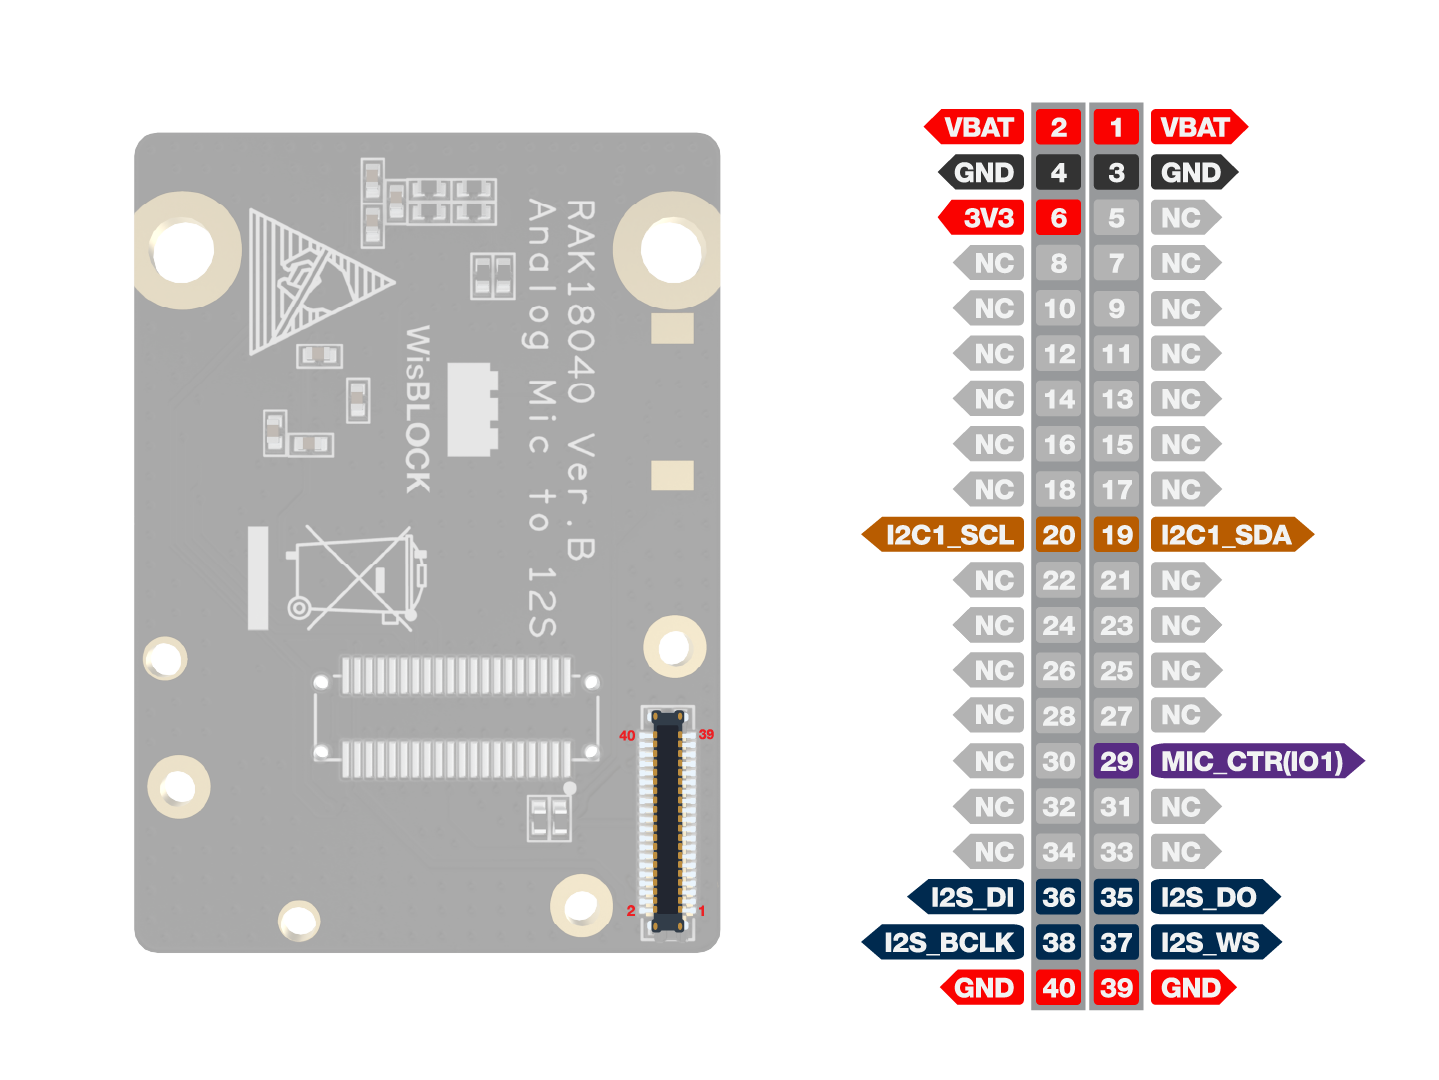 RAK18040 Ver.B
Analog Mic to I2S
WisBLOCK
40 39
2 1
VBAT 2 1 VBAT
GND 4 3 GND
3V3 6 5 NC
NC 8 7 NC
NC 10 9 NC
NC 12 11 NC
NC 14 13 NC
NC 16 15 NC
NC 18 17 NC
I2C1_SCL 20 19 I2C1_SDA
NC 22 21 NC
NC 24 23 NC
NC 26 25 NC
NC 28 27 NC
NC 30 29 MIC_CTR(IO1)
NC 32 31 NC
NC 34 33 NC
I2S_DI 36 35 I2S_DO
I2S_BCLK 38 37 I2S_WS
GND 40 39 GND